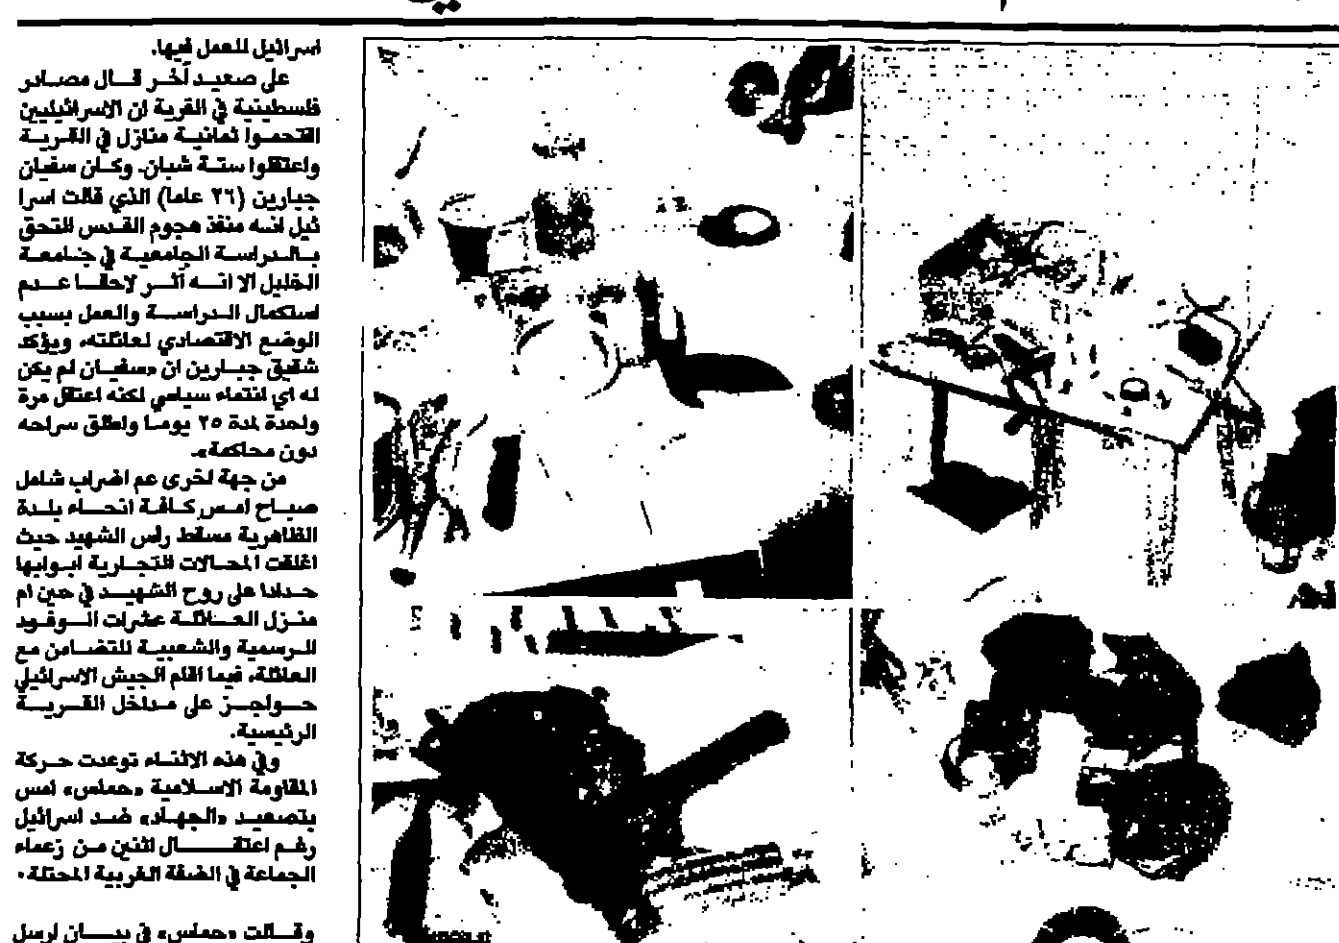 اسرائيل للعمل فيها.
على صعيد آخر قال مصادر
فلسطينية في القرية ان الاسرائيليين
اقتحموا ثمانية منازل في القرية
واعتقلوا ستة شبان. وكان سفيان
جبارين (٢٦ عاما) الذي قالت اسرا
ئيل انه منفذ هجوم القدس التحق
بالدراسة الجامعية في جامعة
الخليل الا انه آثر لاحقا عدم
استكمال الدراسة والعمل بسبب
الوضع الاقتصادي لعائلته، ويؤكد
شقيق جبارين ان «سفيان لم يكن
له اي انتماء سياسي لكنه اعتقل مرة
واحدة لمدة ٢٥ يوما واطلق سراحه
دون محاكمة».
من جهة اخرى عم اضراب شامل
صباح امس كافة انحاء بلدة
الظاهرية مسقط رأس الشهيد حيث
اغلقت المحالات التجارية ابوابها
حدادا على روح الشهيد في حين ام
منزل العائلة عشرات الوفود
الرسمية والشعبية للتضامن مع
العائلة، فيما اقام الجيش الاسرائيلي
حواجز على مداخل القرية
الرئيسية.
وفي هذه الاثناء توعدت حركة
المقاومة الاسلامية «حماس» امس
بتصعيد «الجهاد» ضد اسرائيل
رغم اعتقال اثنين من زعماء
الجماعة في الضفة الغربية المحتلة.
وقالت «حماس» في بيان ارسل